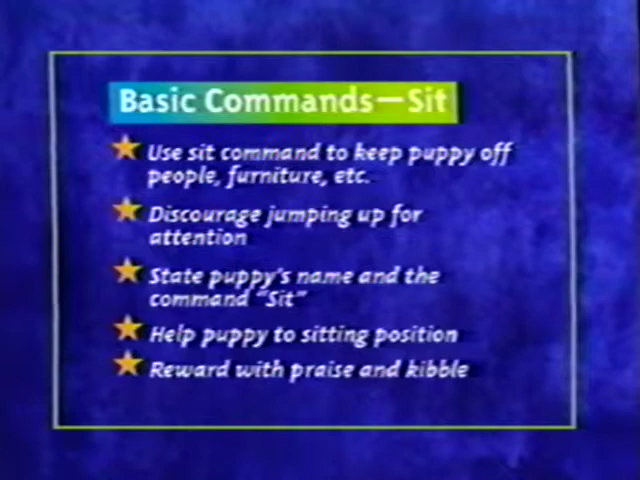 Basic Commands—Sit
Use sit command to keep puppy off
people, furniture, etc.
Discourage jumping up for
attention
State puppy's name and the
command "Sit"
Help puppy to sitting position
Reward with praise and kibble